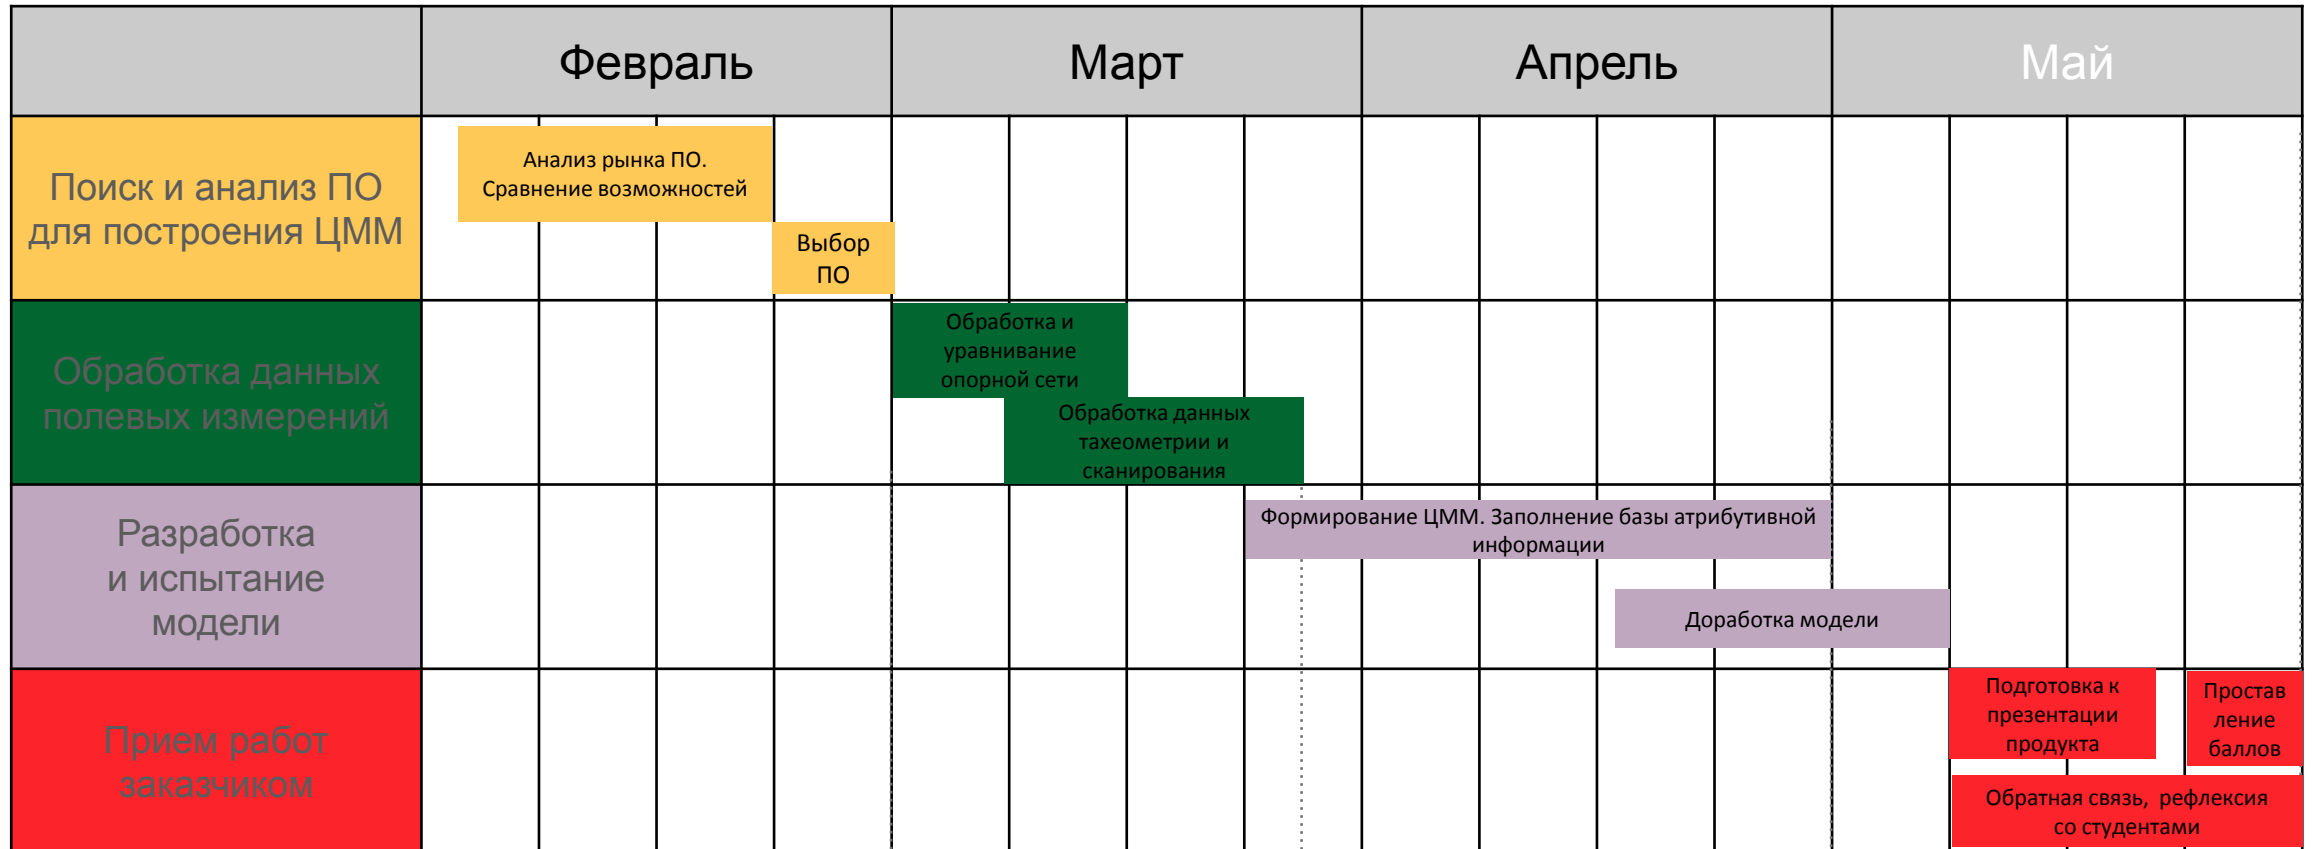 Февраль
Март
Апрель
Май
Поиск и анализ ПО
для построения ЦММ
Анализ рынка ПО.
Сравнение возможностей
Выбор
ПО
Обработка данных
полевых измерений
Обработка и
уравнивание
опорной сети
Обработка данных
тахеометрии и
сканирования
Разработка
и испытание
модели
Формирование ЦММ. Заполнение базы атрибутивной
информации
Доработка модели
Прием работ
заказчиком
Подготовка к
презентации
продукта
Простав
ление
баллов
Обратная связь, рефлексия
со студентами